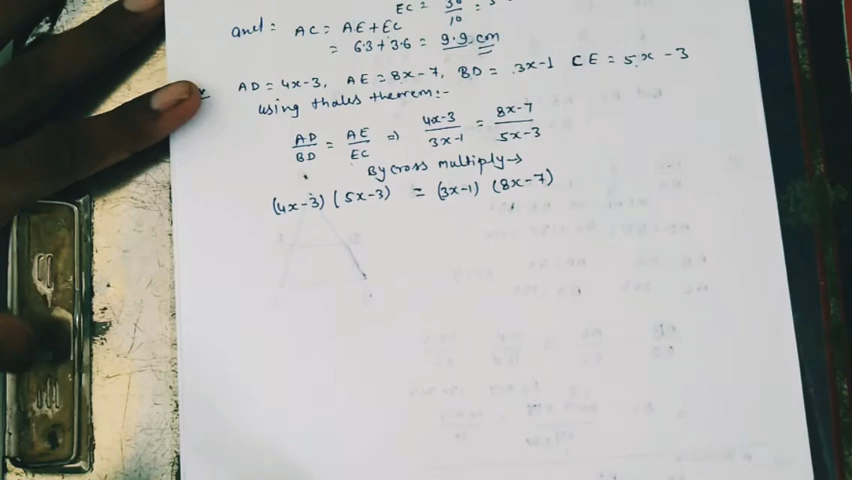 EC = 36/10 = 3
and: AC = AE + EC
= 6.3 + 3.6 = 9.9 cm
AD = 4x-3, AE = 8x-7, BD = 3x-1 CE = 5x-3
using thales theorem:-
AD/BD = AE/EC => 4x-3/3x-1 = 8x-7/5x-3
By cross multiply→
(4x-3) (5x-3) = (3x-1) (8x-7)